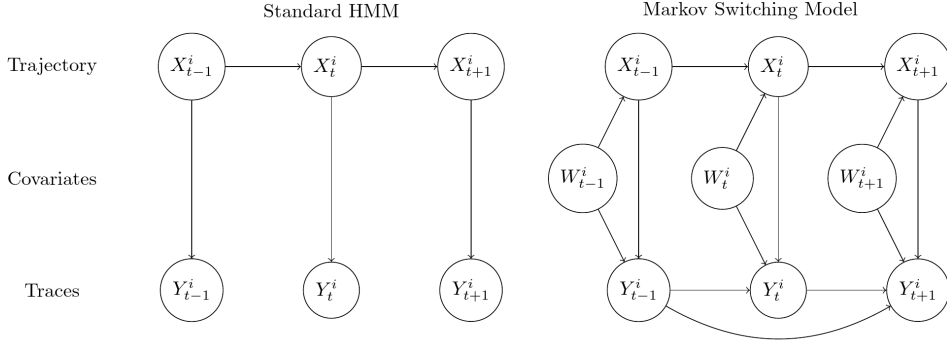 Standard HMM
Markov Switching Model
Trajectory
X^i_{t-1}
X^i_t
X^i_{t+1}
X^i_{t-1}
X^i_t
X^i_{t+1}
Covariates
W^i_{t-1}
W^i_t
W^i_{t+1}
Traces
Y^i_{t-1}
Y^i_t
Y^i_{t+1}
Y^i_{t-1}
Y^i_t
Y^i_{t+1}